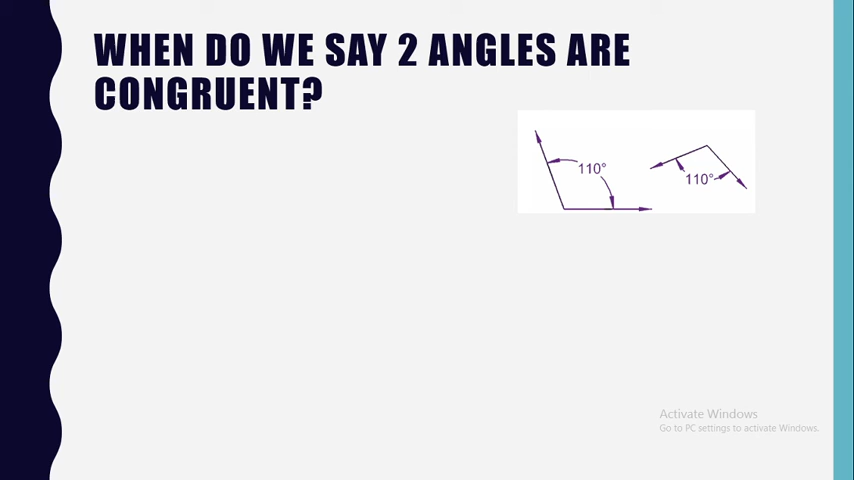 WHEN DO WE SAY 2 ANGLES ARE
CONGRUENT?
110°
110°
Activate Windows
Go to PC settings to activate Windows.